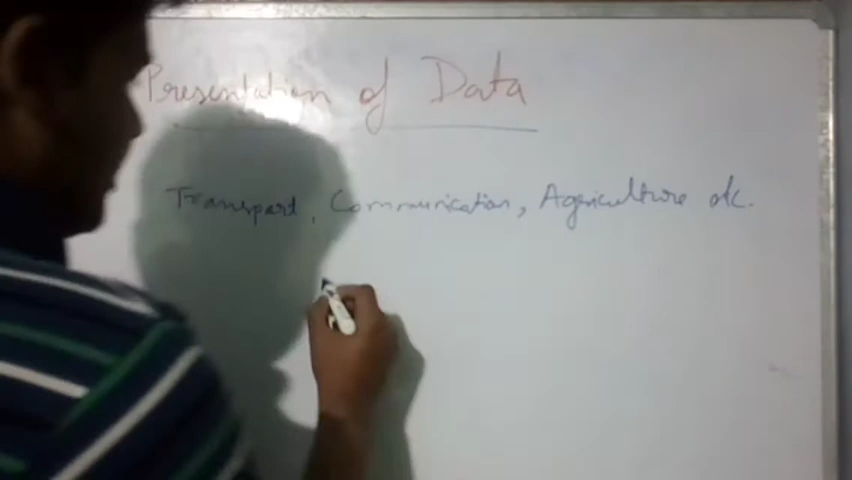 Presentation of Data
Transport, Communication, Agriculture etc.